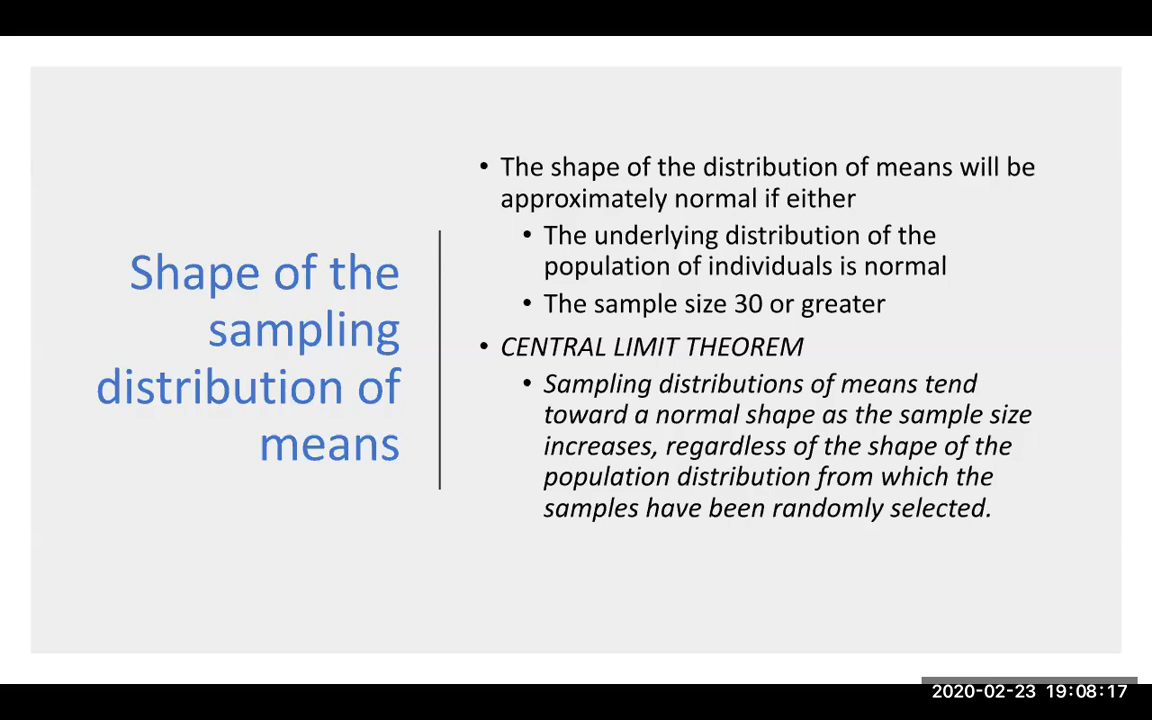 Shape of the
sampling
distribution of
means
• The shape of the distribution of means will be
approximately normal if either
• The underlying distribution of the
population of individuals is normal
• The sample size 30 or greater
• CENTRAL LIMIT THEOREM
• Sampling distributions of means tend
toward a normal shape as the sample size
increases, regardless of the shape of the
population distribution from which the
samples have been randomly selected.
2020-02-23 19:08:17